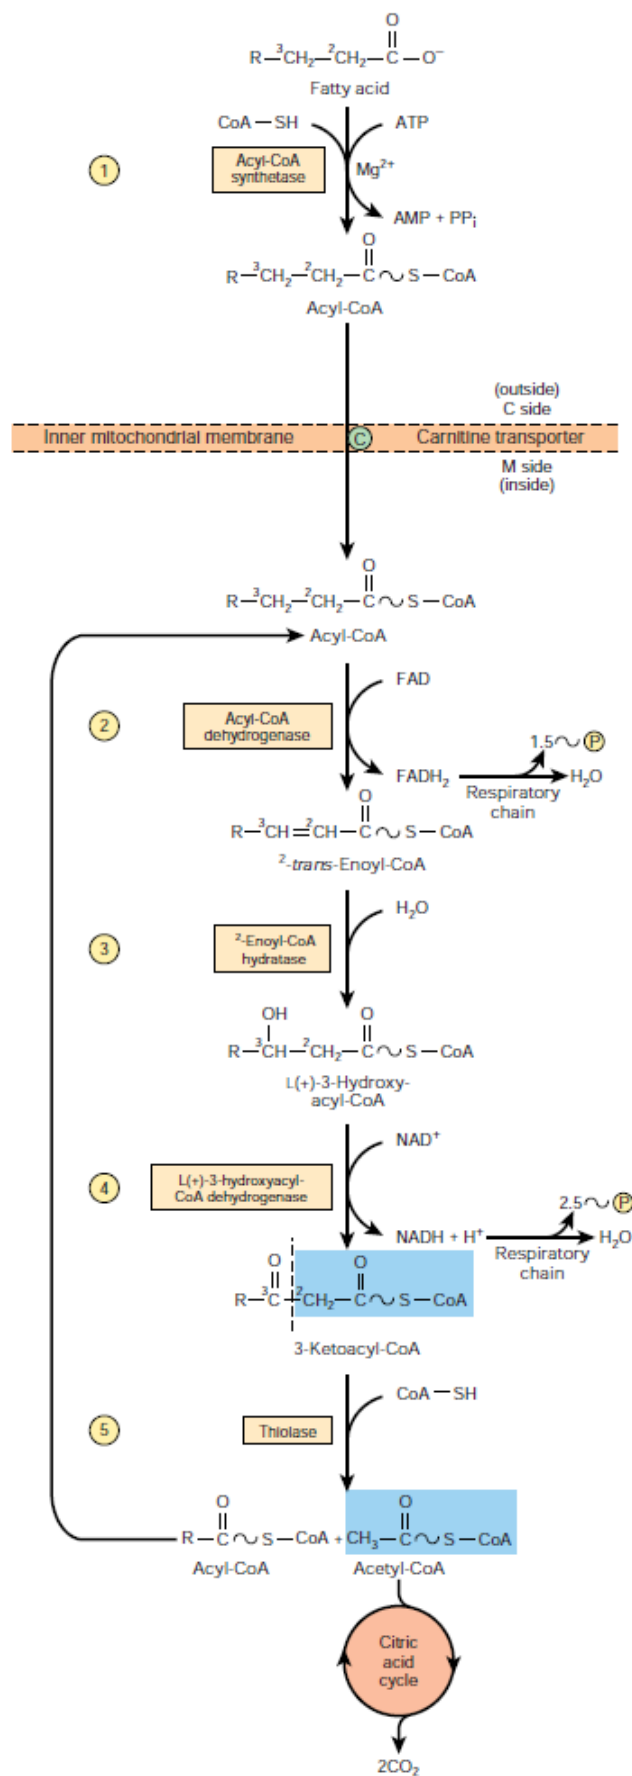 O
R—³CH₂—²CH₂—C—O⁻
Fatty acid
CoA—SH
ATP
1
Acyl-CoA
synthetase
Mg²⁺
AMP + PPi
O
R—³CH₂—²CH₂—C~S—CoA
Acyl-CoA
(outside)
C side
Inner mitochondrial membrane
C
Carnitine transporter
M side
(inside)
O
R—³CH₂—²CH₂—C~S—CoA
Acyl-CoA
FAD
2
Acyl-CoA
dehydrogenase
1.5~P
FADH₂
H₂O
Respiratory
chain
O
R—³CH=²CH—C~S—CoA
²-trans-Enoyl-CoA
H₂O
3
²-Enoyl-CoA
hydratase
OH
O
R—³CH—²CH₂—C~S—CoA
L(+)-3-Hydroxy-
acyl-CoA
NAD⁺
4
L(+)-3-hydroxyacyl-
CoA dehydrogenase
2.5~P
NADH + H⁺
H₂O
Respiratory
chain
O
O
R—³C—²CH₂—C~S—CoA
3-Ketoacyl-CoA
CoA—SH
5
Thiolase
O
O
R—C~S—CoA + CH₃—C~S—CoA
Acyl-CoA
Acetyl-CoA
Citric
acid
cycle
2CO₂